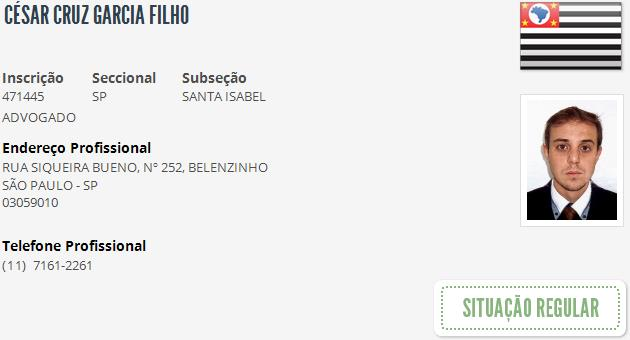 CÉSAR CRUZ GARCIA FILHO
Inscrição Seccional Subseção
471445 SP SANTA ISABEL
ADVOGADO
Endereço Profissional
RUA SIQUEIRA BUENO, Nº 252, BELENZINHO
SÃO PAULO - SP
03059010
Telefone Profissional
(11) 7161-2261
SITUAÇÃO REGULAR